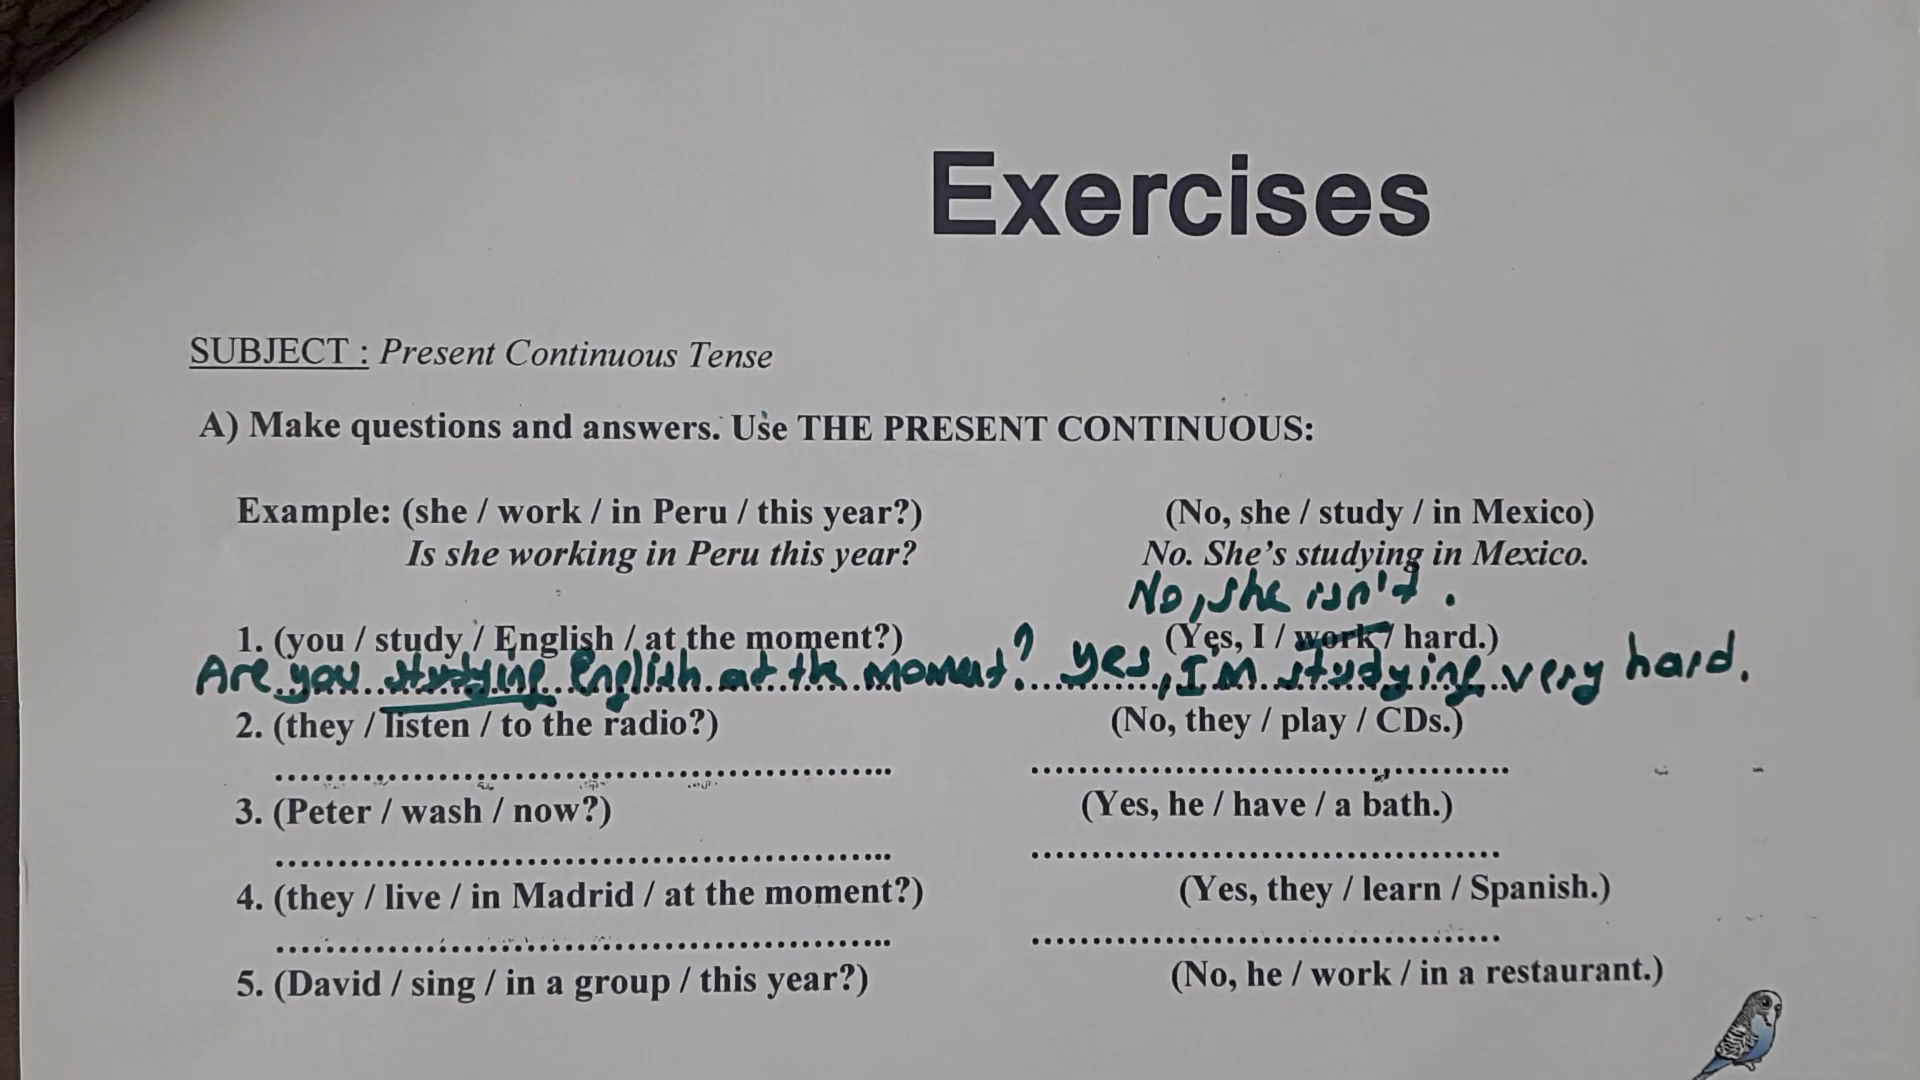 Exercises
SUBJECT : Present Continuous Tense
A) Make questions and answers. Use THE PRESENT CONTINUOUS:
Example: (she / work / in Peru / this year?) (No, she / study / in Mexico)
Is she working in Peru this year? No. She's studying in Mexico.
No, she isn't.
1. (you / study / English / at the moment?) (Yes, I / work / hard.)
Are you studying English at the moment? yes, I'm studying very hard.
2. (they / listen / to the radio?) (No, they / play / CDs.)
3. (Peter / wash / now?) (Yes, he / have / a bath.)
4. (they / live / in Madrid / at the moment?) (Yes, they / learn / Spanish.)
5. (David / sing / in a group / this year?) (No, he / work / in a restaurant.)